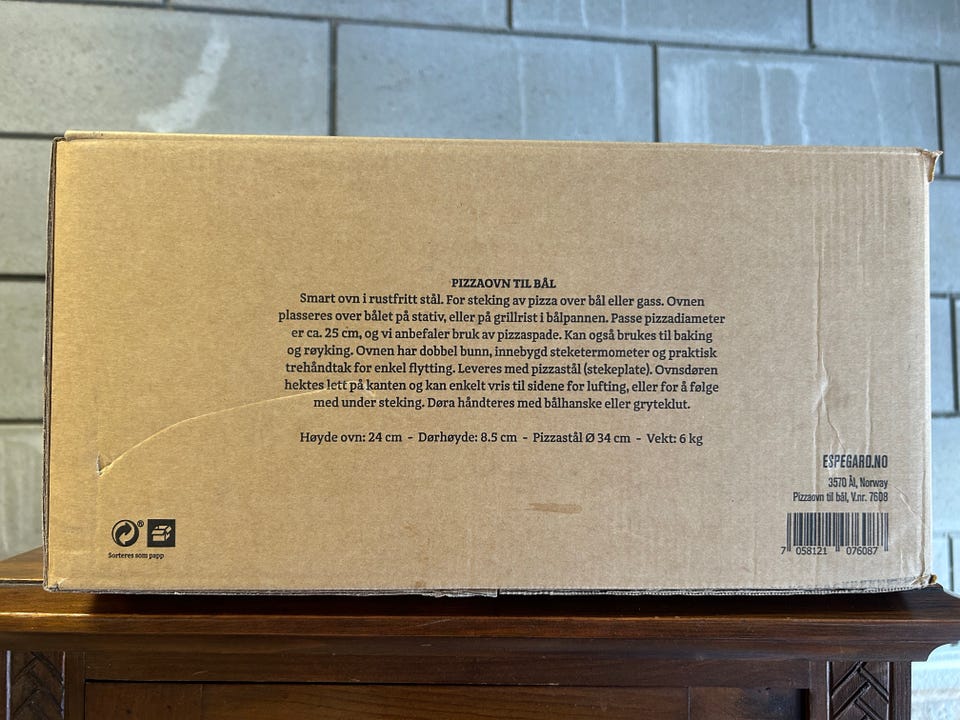 PIZZAOVN TIL BÅL
Smart ovn i rustfritt stål. For steking av pizza over bål eller gass. Ovnen
plasseres over bålet på stativ, eller på grillrist i bålpannen. Passe pizzadiameter
er ca. 25 cm, og vi anbefaler bruk av pizzaspade. Kan også brukes til baking
og røyking. Ovnen har dobbel bunn, innebygd steketermometer og praktisk
trehåndtak for enkel flytting. Leveres med pizzastål (stekeplate). Ovnsdøren
hektes lett på kanten og kan enkelt vris til sidene for lufting, eller for å følge
med under steking. Døra håndteres med bålhanske eller gryteklut.
Høyde ovn: 24 cm - Dørhøyde: 8.5 cm - Pizzastål Ø 34 cm - Vekt: 6 kg
ESPEGARD.NO
3570 Ål, Norway
Pizzaovn til bål, V.nr. 7608
7 058121 076087
®
Sorteres som papp